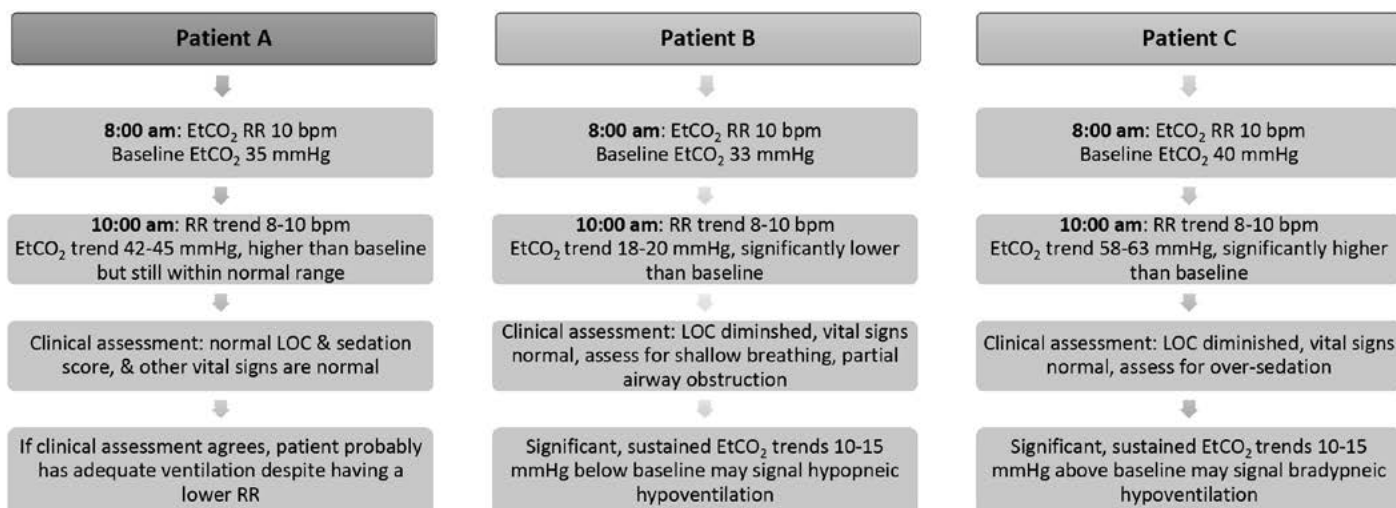 Patient A
8:00 am: EtCO₂ RR 10 bpm
Baseline EtCO₂ 35 mmHg
10:00 am: RR trend 8-10 bpm
EtCO₂ trend 42-45 mmHg, higher than baseline
but still within normal range
Clinical assessment: normal LOC & sedation
score, & other vital signs are normal
If clinical assessment agrees, patient probably
has adequate ventilation despite having a
lower RR
Patient B
8:00 am: EtCO₂ RR 10 bpm
Baseline EtCO₂ 33 mmHg
10:00 am: RR trend 8-10 bpm
EtCO₂ trend 18-20 mmHg, significantly lower
than baseline
Clinical assessment: LOC diminshed, vital signs
normal, assess for shallow breathing, partial
airway obstruction
Significant, sustained EtCO₂ trends 10-15
mmHg below baseline may signal hypopneic
hypoventilation
Patient C
8:00 am: EtCO₂ RR 10 bpm
Baseline EtCO₂ 40 mmHg
10:00 am: RR trend 8-10 bpm
EtCO₂ trend 58-63 mmHg, significantly higher
than baseline
Clinical assessment: LOC diminished, vital signs
normal, assess for over-sedation
Significant, sustained EtCO₂ trends 10-15
mmHg above baseline may signal bradypneic
hypoventilation